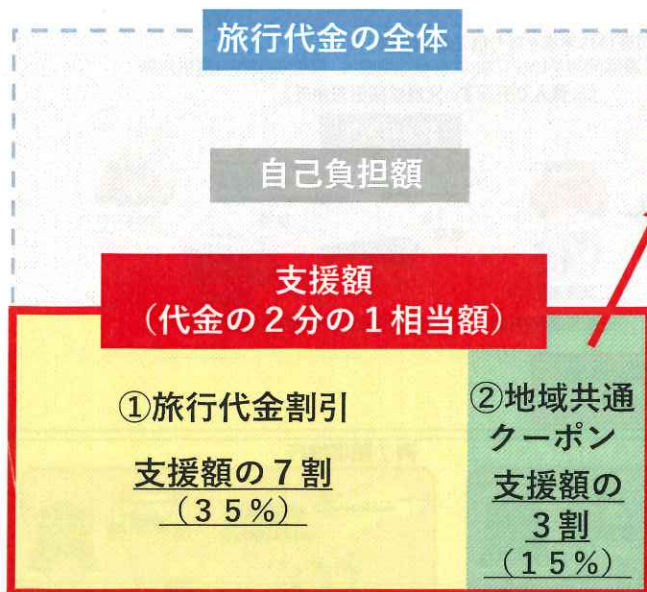 旅行代金の全体
自己負担額
支援額
（代金の２分の１相当額）
①旅行代金割引
支援額の７割
（３５％）
②地域共通
クーポン
支援額の
３割
（１５％）